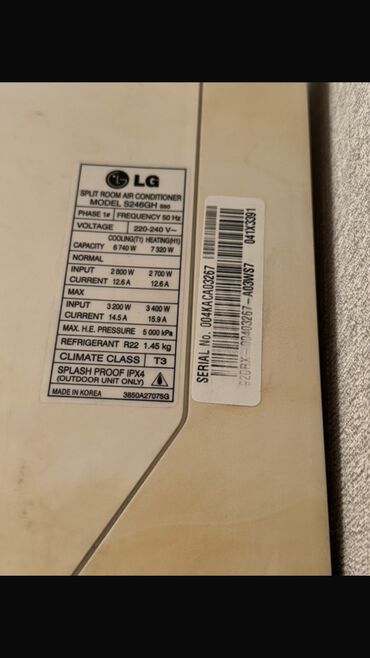 LG
SPLIT ROOM AIR CONDITIONER
MODEL S246GH S60
PHASE 1# FREQUENCY 50 Hz
VOLTAGE 220-240 V~
CAPACITY COOLING(T1) HEATING(H1)
6 740 W 7 320 W
NORMAL
INPUT 2 800 W 2 700 W
CURRENT 12.6 A 12.6 A
MAX
INPUT 3 200 W 3 400 W
CURRENT 14.5 A 15.9 A
MAX. H.E. PRESSURE 5 000 kPa
REFRIGERANT R22 1.45 kg
CLIMATE CLASS T3
SPLASH PROOF IPX4
(OUTDOOR UNIT ONLY)
MADE IN KOREA 3850A27075G
SERIAL No. 004KACA03267 041X3391